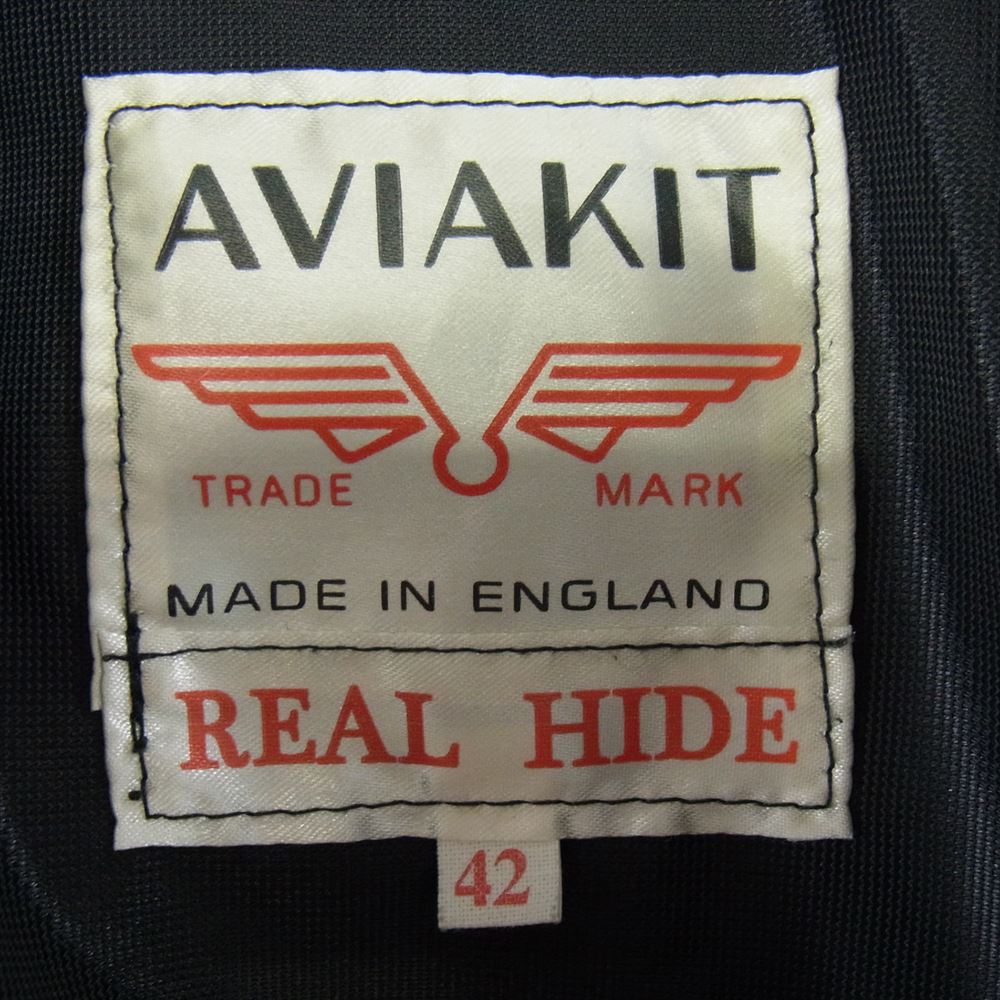 AVIAKIT
TRADE MARK
MADE IN ENGLAND
REAL HIDE
42